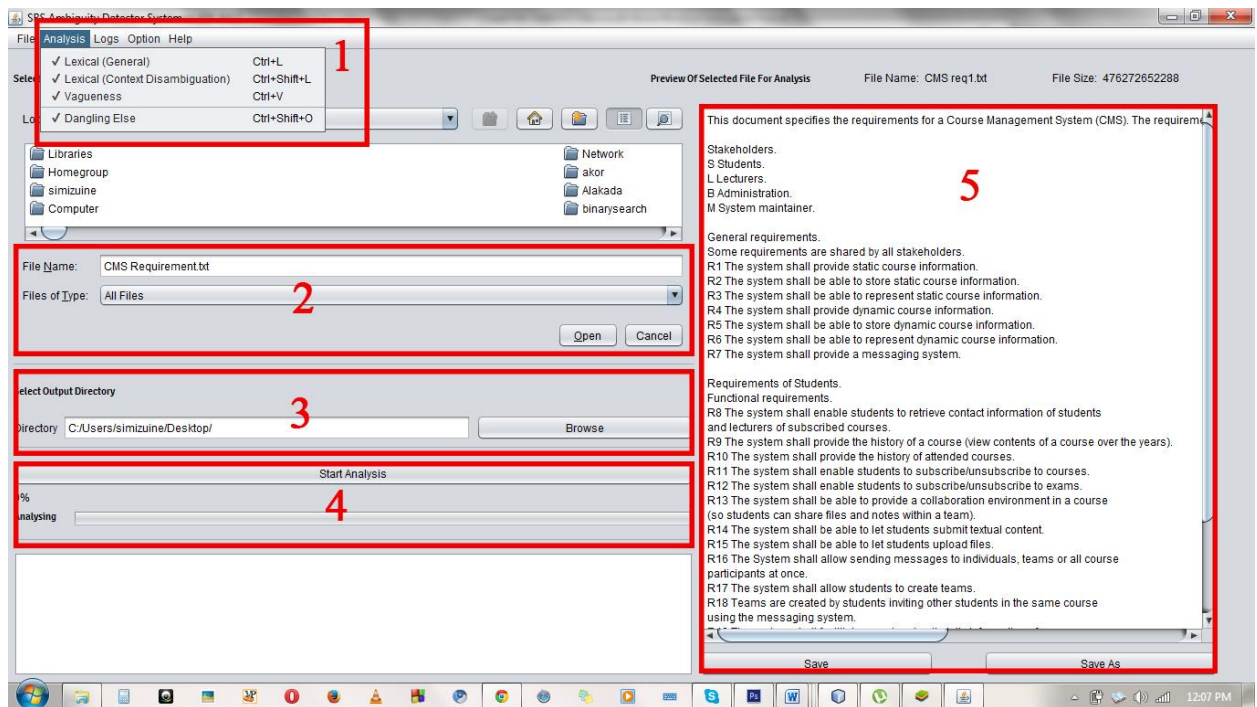 SRS Ambiguity Detector System
File Analysis Logs Option Help
1
✓ Lexical (General) Ctrl+L
✓ Lexical (Context Disambiguation) Ctrl+Shift+L
✓ Vagueness Ctrl+V
✓ Dangling Else Ctrl+Shift+O
Select
Lo
Libraries
Homegroup
simizuine
Computer
Network
akor
Alakada
binarysearch
File Name: CMS Requirement.txt
Files of Type: All Files
2
Open Cancel
Select Output Directory
3
Directory C:/Users/simizuine/Desktop/ Browse
Start Analysis
4
0%
Analysing
Preview Of Selected File For Analysis File Name: CMS req1.txt File Size: 476272652288
This document specifies the requirements for a Course Management System (CMS). The requireme
Stakeholders.
S Students.
L Lecturers.
B Administration.
M System maintainer.
5
General requirements.
Some requirements are shared by all stakeholders.
R1 The system shall provide static course information.
R2 The system shall be able to store static course information.
R3 The system shall be able to represent static course information.
R4 The system shall provide dynamic course information.
R5 The system shall be able to store dynamic course information.
R6 The system shall be able to represent dynamic course information.
R7 The system shall provide a messaging system.
Requirements of Students.
Functional requirements.
R8 The system shall enable students to retrieve contact information of students
and lecturers of subscribed courses.
R9 The system shall provide the history of a course (view contents of a course over the years).
R10 The system shall provide the history of attended courses.
R11 The system shall enable students to subscribe/unsubscribe to courses.
R12 The system shall enable students to subscribe/unsubscribe to exams.
R13 The system shall be able to provide a collaboration environment in a course
(so students can share files and notes within a team).
R14 The system shall be able to let students submit textual content.
R15 The system shall be able to let students upload files.
R16 The System shall allow sending messages to individuals, teams or all course
participants at once.
R17 The system shall allow students to create teams.
R18 Teams are created by students inviting other students in the same course
using the messaging system.
Save Save As
12:07 PM